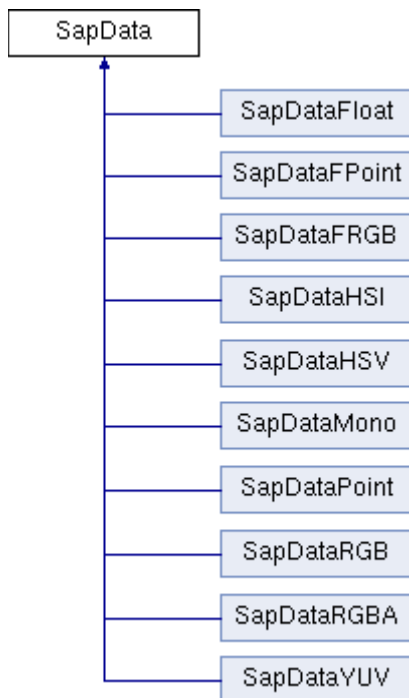 SapData
SapDataFloat
SapDataFPoint
SapDataFRGB
SapDataHSI
SapDataHSV
SapDataMono
SapDataPoint
SapDataRGB
SapDataRGBA
SapDataYUV